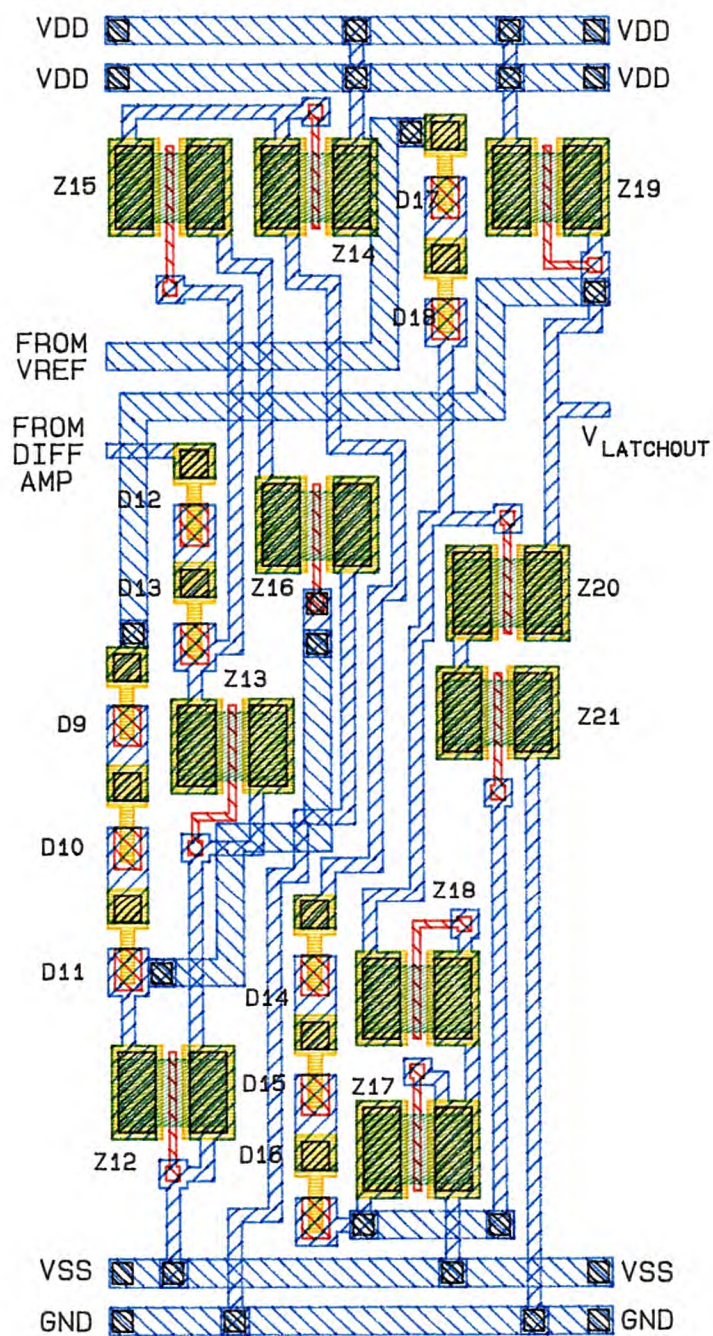 VDD VDD
VDD VDD
Z15
Z14
D17
Z19
D18
FROM
VREF
FROM
DIFF
AMP
VLATCHOUT
D12
D13
Z16
Z20
Z13
Z21
D9
D10
Z18
D11
D14
D15
Z17
D16
Z12
VSS VSS
GND GND